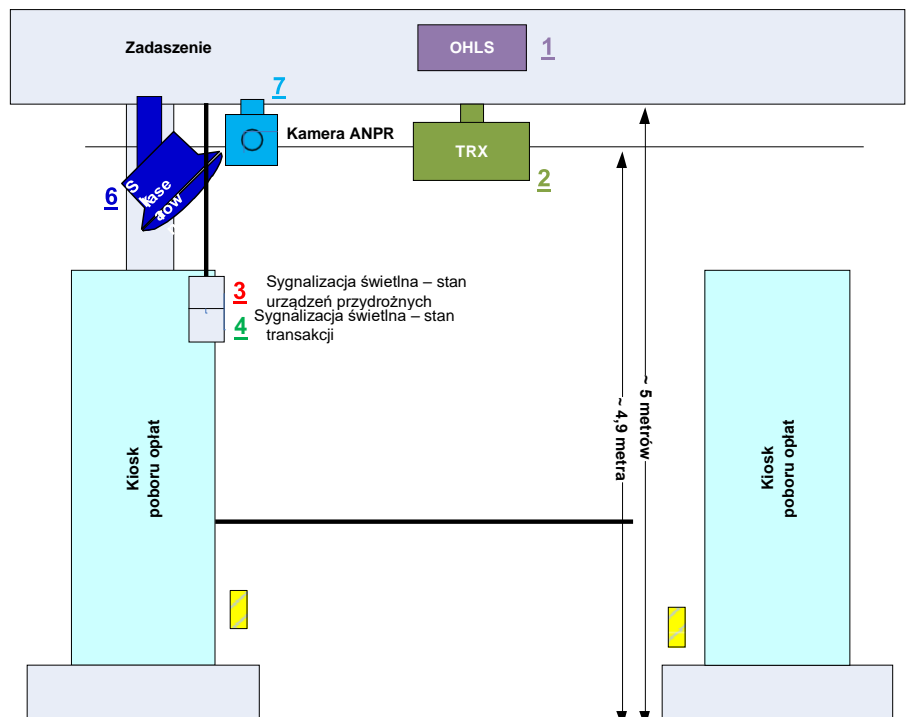 Zadaszenie
OHLS
1
7
Kamera ANPR
TRX
2
6
3
Sygnalizacja świetlna – stan
urządzeń przydrożnych
4
Sygnalizacja świetlna – stan
transakcji
~ 4,9 metra
~ 5 metrów
Kiosk
poboru opłat
Kiosk
poboru opłat